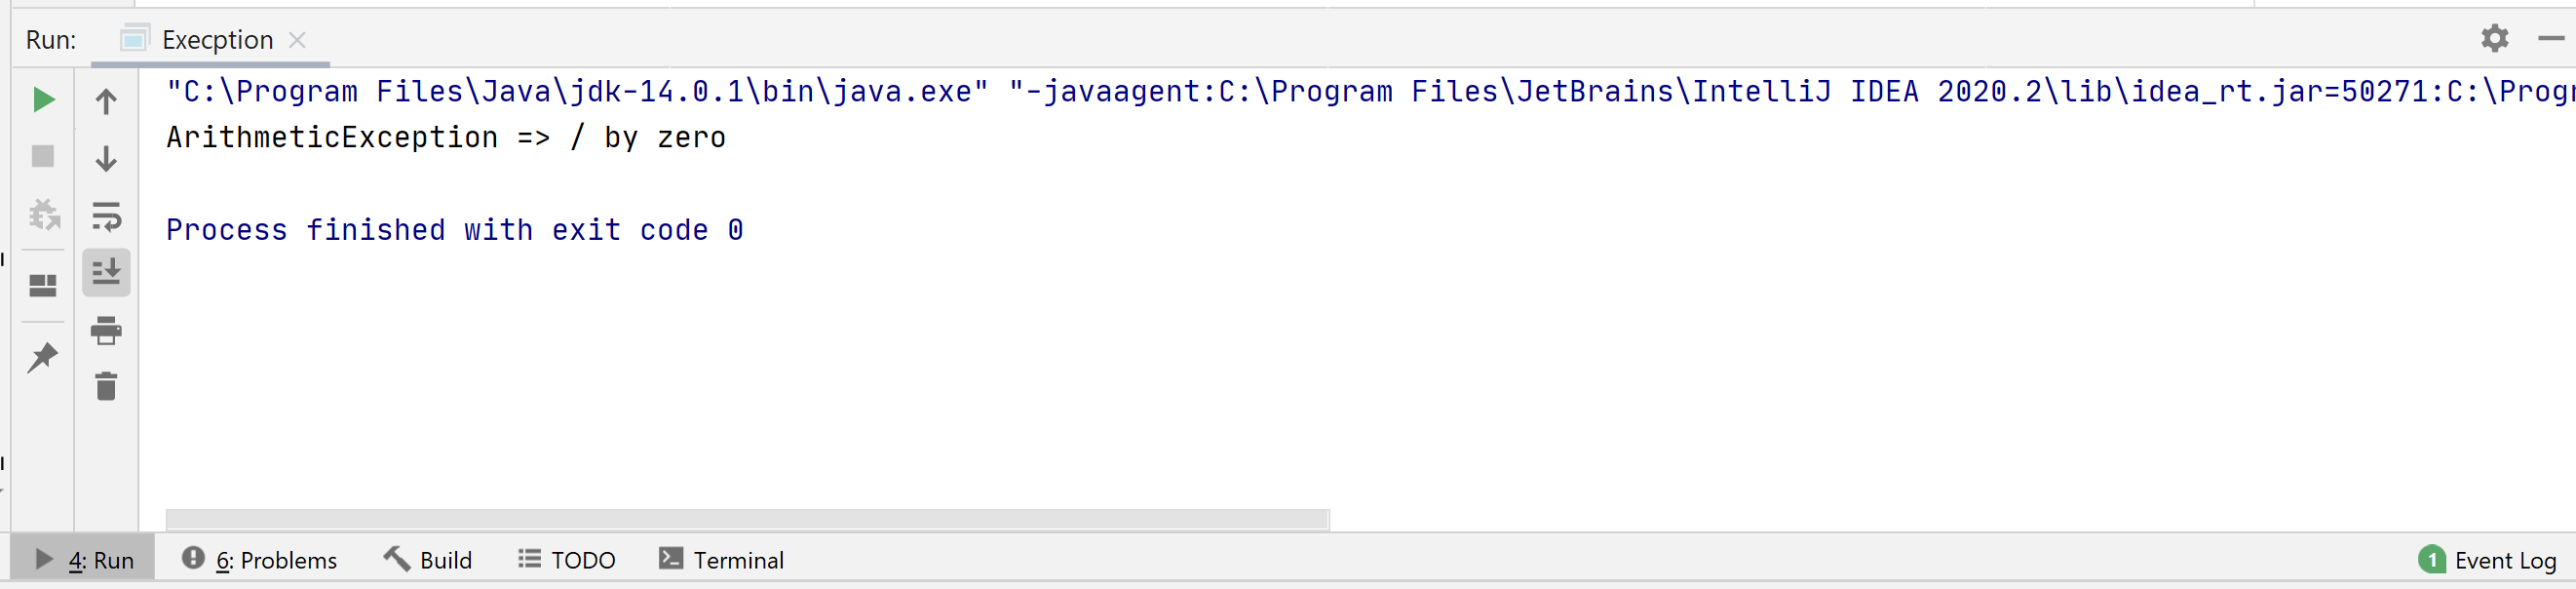 Run: Execption
"C:\Program Files\Java\jdk-14.0.1\bin\java.exe" "-javaagent:C:\Program Files\JetBrains\IntelliJ IDEA 2020.2\lib\idea_rt.jar=50271:C:\Progr
ArithmeticException => / by zero
Process finished with exit code 0
4: Run 6: Problems Build TODO Terminal 1 Event Log